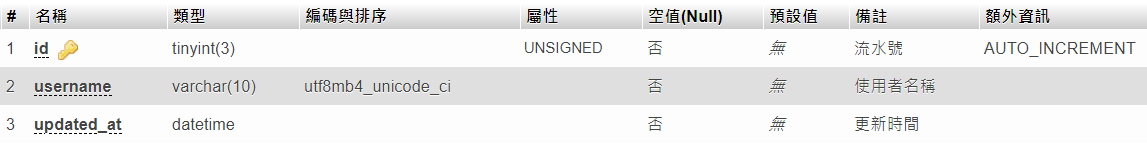 # 名稱 類型 編碼與排序 屬性 空值(Null) 預設值 備註 額外資訊
1 id tinyint(3) UNSIGNED 否 無 流水號 AUTO_INCREMENT
2 username varchar(10) utf8mb4_unicode_ci 否 無 使用者名稱
3 updated_at datetime 否 無 更新時間